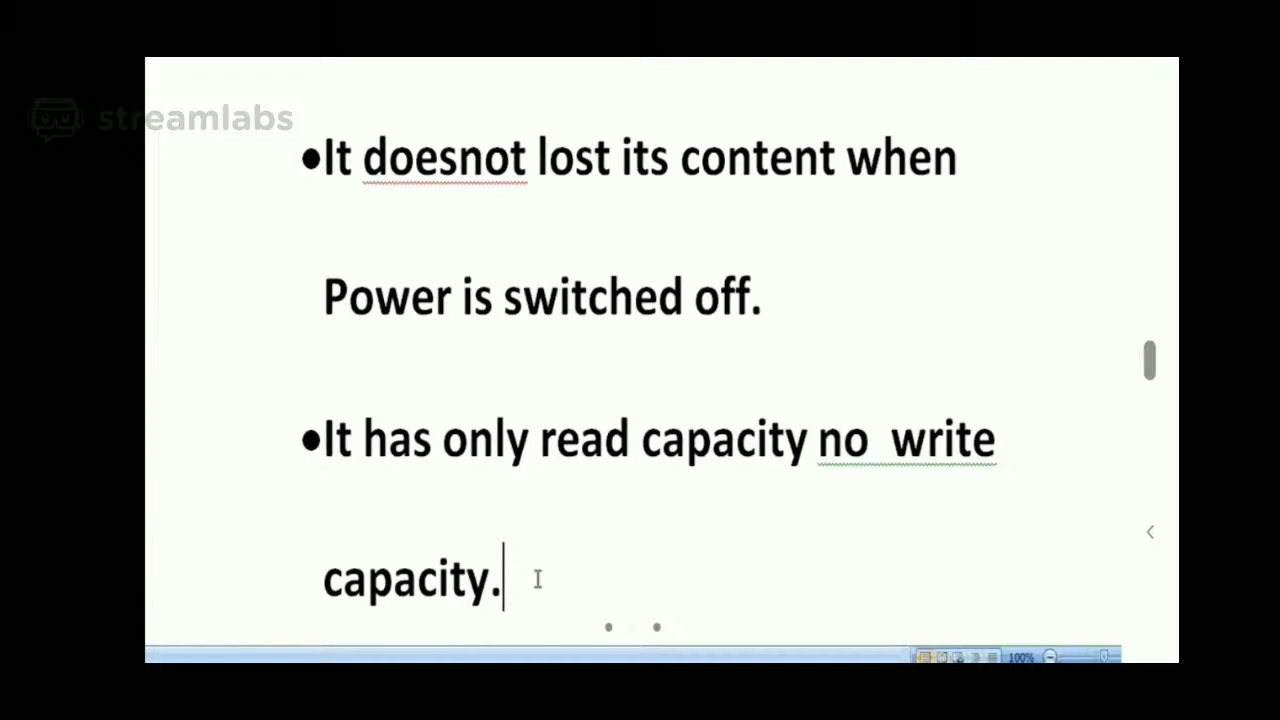 streamlabs
•It doesnot lost its content when
Power is switched off.
•It has only read capacity no  write
capacity.
100%